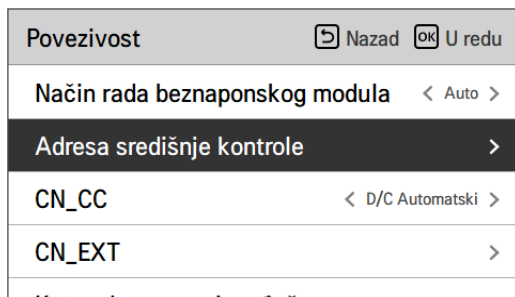 Povezivost Nazad OK U redu
Način rada beznaponskog modula < Auto >
Adresa središnje kontrole >
CN_CC < D/C Automatski >
CN_EXT >